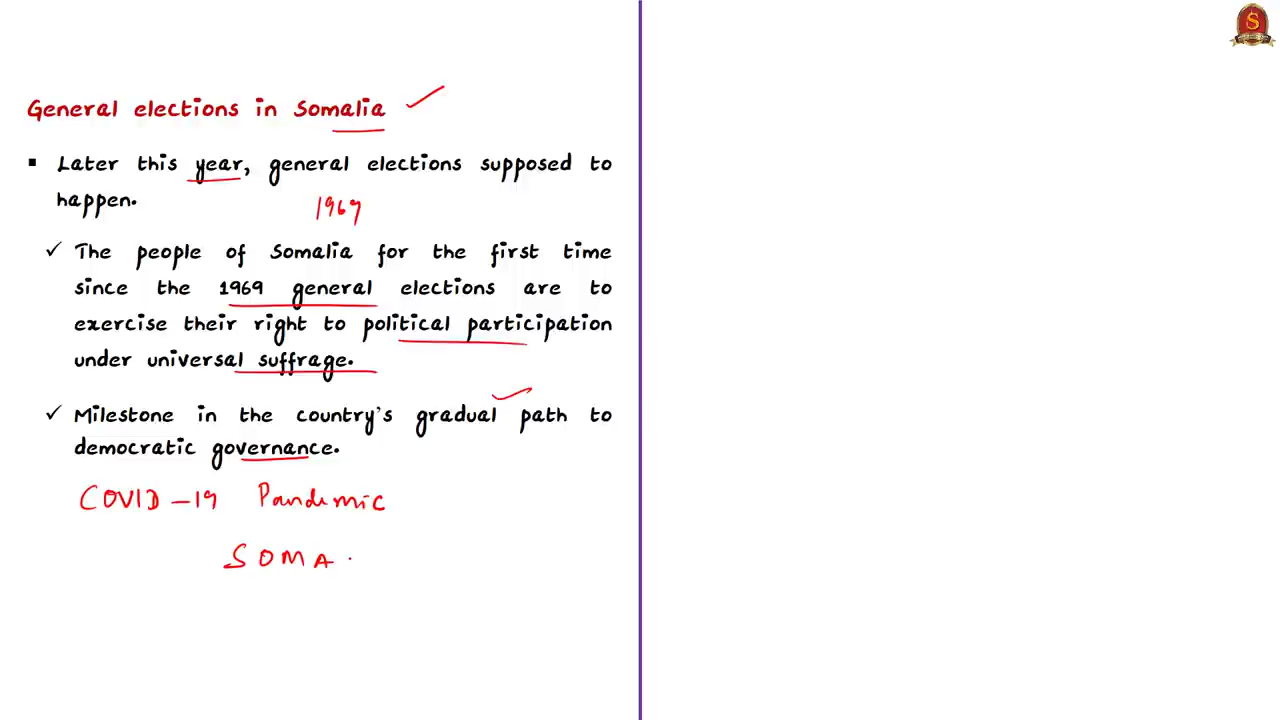 General elections in Somalia
Later this year, general elections supposed to
happen.
1969
The people of Somalia for the first time
since the 1969 general elections are to
exercise their right to political participation
under universal suffrage.
Milestone in the country's gradual path to
democratic governance.
COVID-19 Pandemic
SOMA
S